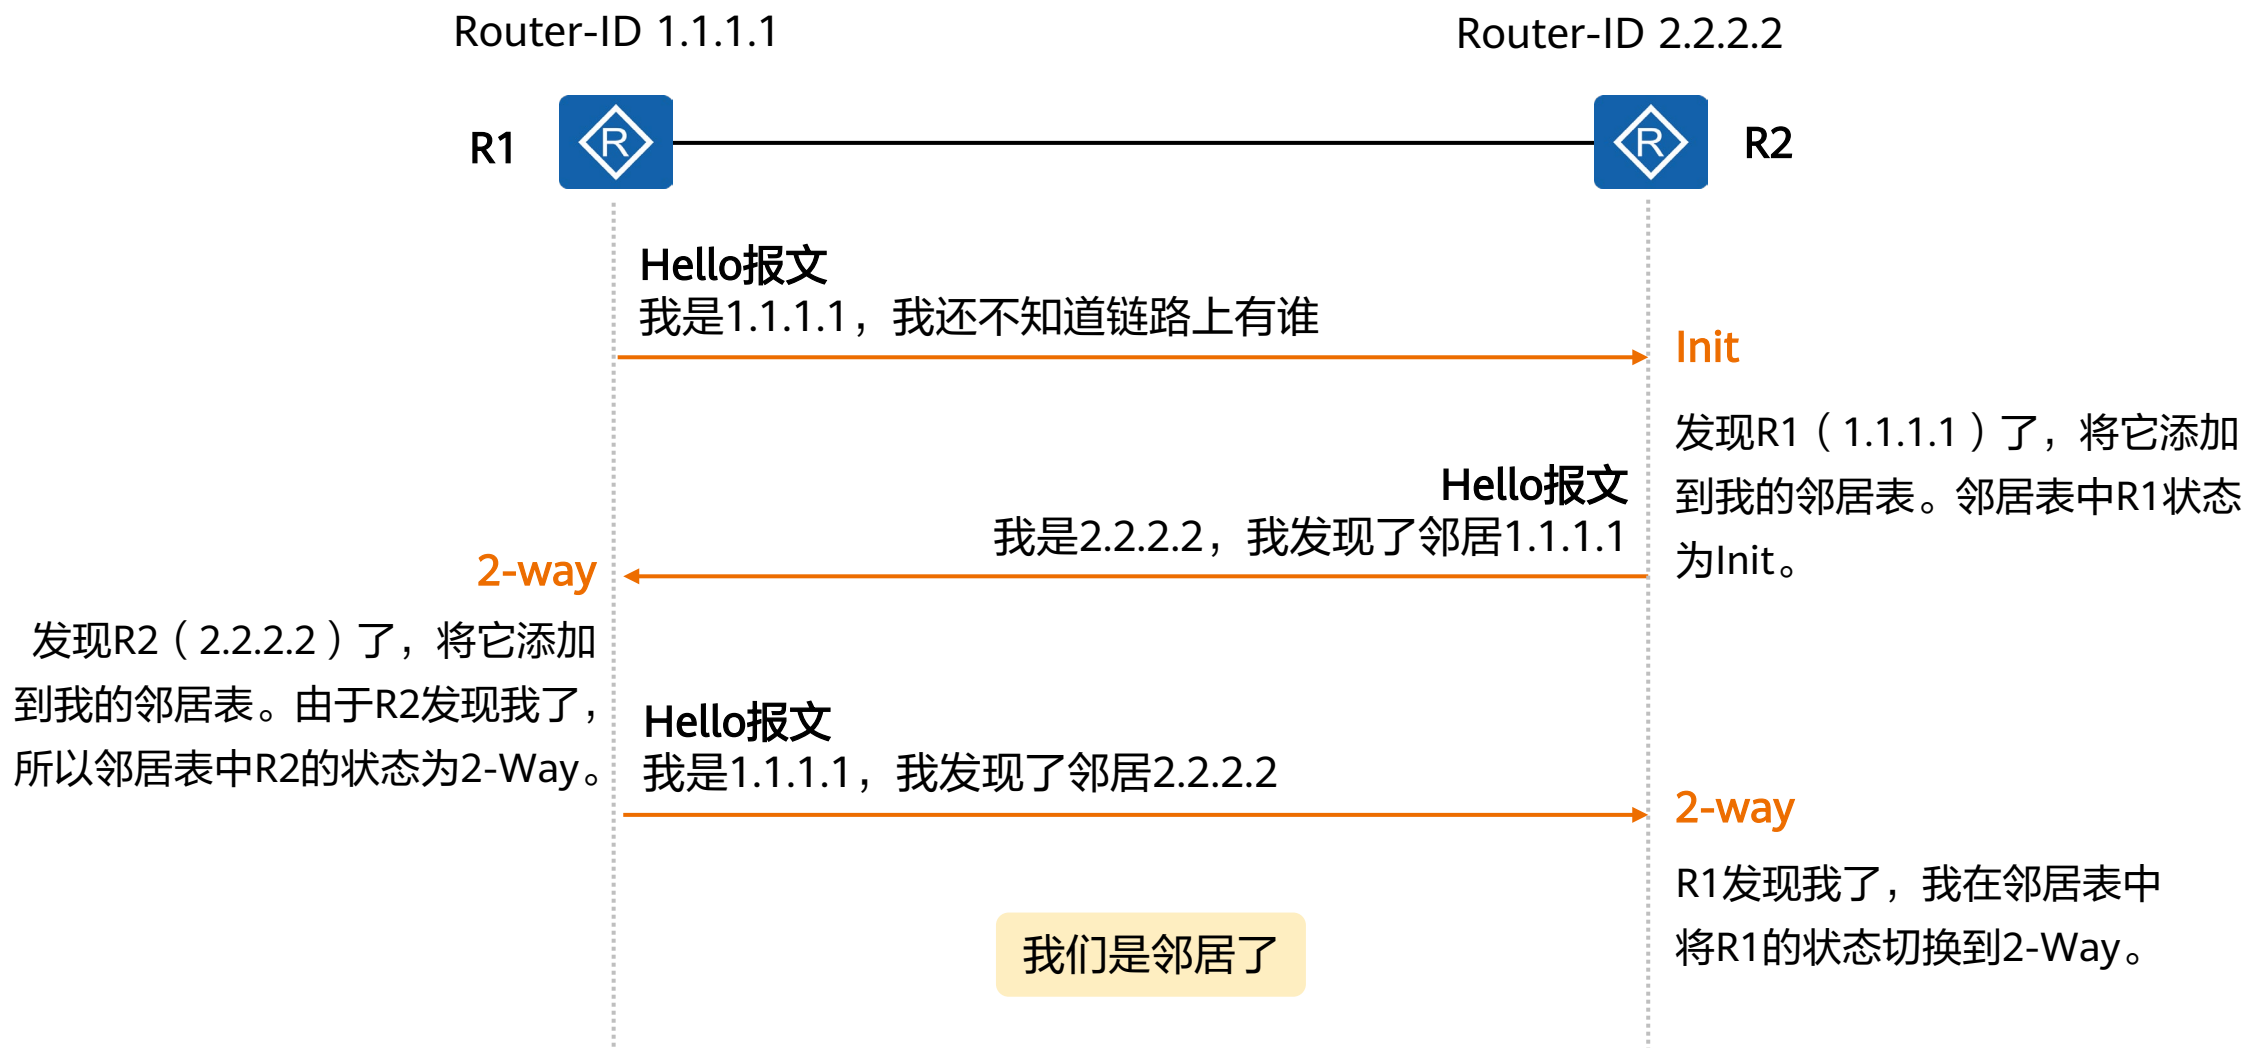 Router-ID 1.1.1.1
Router-ID 2.2.2.2
R1
R
R
R2
Hello报文
我是1.1.1.1，我还不知道链路上有谁
Init
发现R1（1.1.1.1）了，将它添加
到我的邻居表。邻居表中R1状态
为Init。
Hello报文
我是2.2.2.2，我发现了邻居1.1.1.1
2-way
发现R2（2.2.2.2）了，将它添加
到我的邻居表。由于R2发现我了，
所以邻居表中R2的状态为2-Way。
Hello报文
我是1.1.1.1，我发现了邻居2.2.2.2
2-way
R1发现我了，我在邻居表中
将R1的状态切换到2-Way。
我们是邻居了